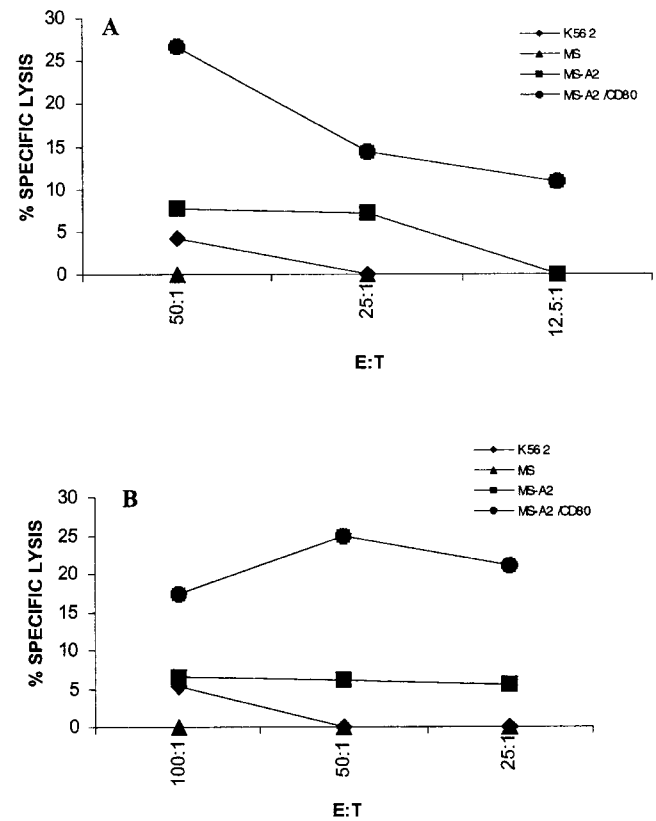 A
K562
MS
MS-A2
MS-A2 /CD80
% SPECIFIC LYSIS
30
25
20
15
10
5
0
50:1
25:1
12.5:1
E:T
B
K562
MS
MS-A2
MS-A2 /CD80
% SPECIFIC LYSIS
30
25
20
15
10
5
0
100:1
50:1
25:1
E:T